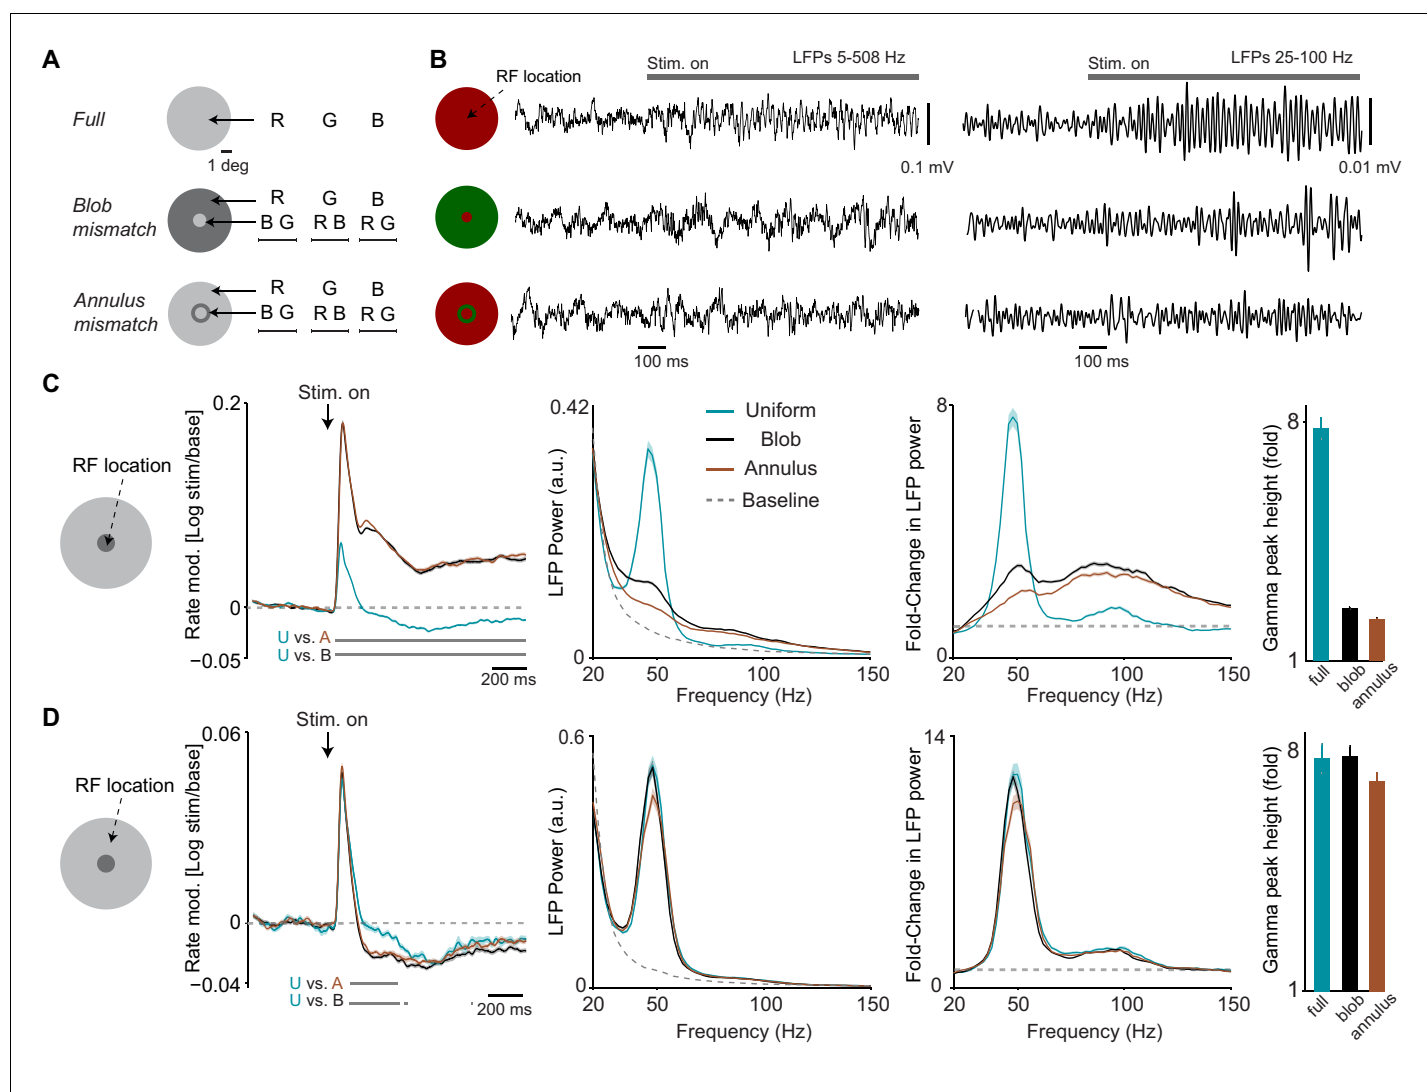 A
Full
R G B
1 deg
Blob
mismatch
R G B
B G R B R G
Annulus
mismatch
R G B
B G R B R G
B
RF location
Stim. on
LFPs 5-508 Hz
0.1 mV
100 ms
Stim. on
LFPs 25-100 Hz
0.01 mV
100 ms
C
RF location
Rate mod. [Log stim/base]
0.2
0
−0.05
Stim. on
U vs. A
U vs. B
200 ms
LFP Power (a.u.)
0.42
0
20 50 100 150
Frequency (Hz)
Uniform
Blob
Annulus
Baseline
Fold-Change in LFP power
8
0
20 50 100 150
Frequency (Hz)
Gamma peak height (fold)
8
1
full
blob
annulus
D
RF location
Rate mod. [Log stim/base]
0.06
0
−0.04
Stim. on
U vs. A
U vs. B
200 ms
LFP Power (a.u.)
0.6
0
20 50 100 150
Frequency (Hz)
Fold-Change in LFP power
14
0
20 50 100 150
Frequency (Hz)
Gamma peak height (fold)
8
1
full
blob
annulus